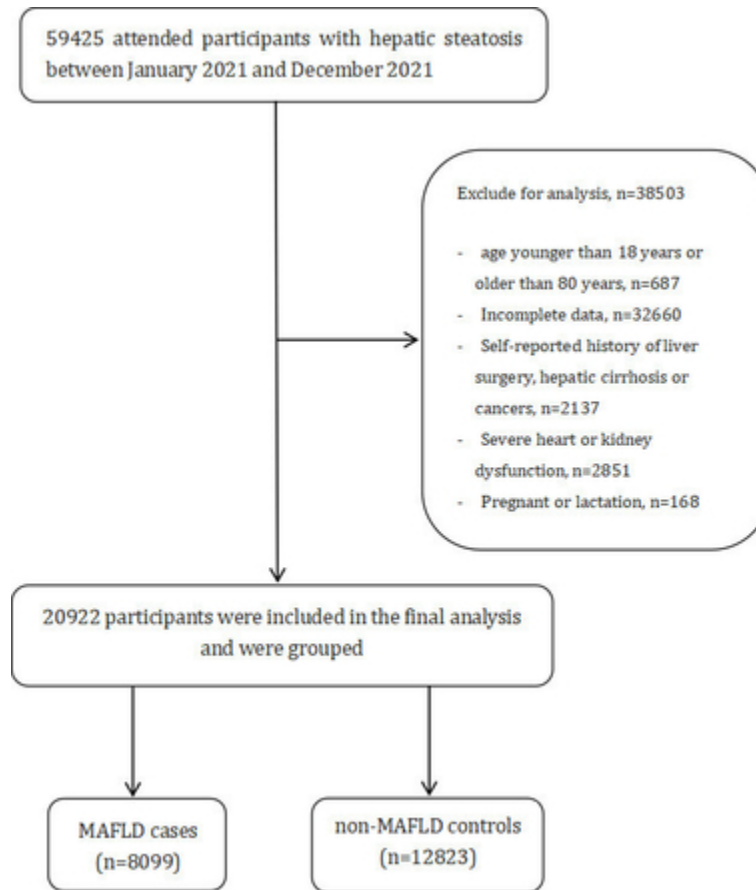 59425 attended participants with hepatic steatosis
between January 2021 and December 2021
Exclude for analysis, n=38503
- age younger than 18 years or
older than 80 years, n=687
- Incomplete data, n=32660
- Self-reported history of liver
surgery, hepatic cirrhosis or
cancers, n=2137
- Severe heart or kidney
dysfunction, n=2851
- Pregnant or lactation, n=168
20922 participants were included in the final analysis
and were grouped
MAFLD cases
(n=8099)
non-MAFLD controls
(n=12823)